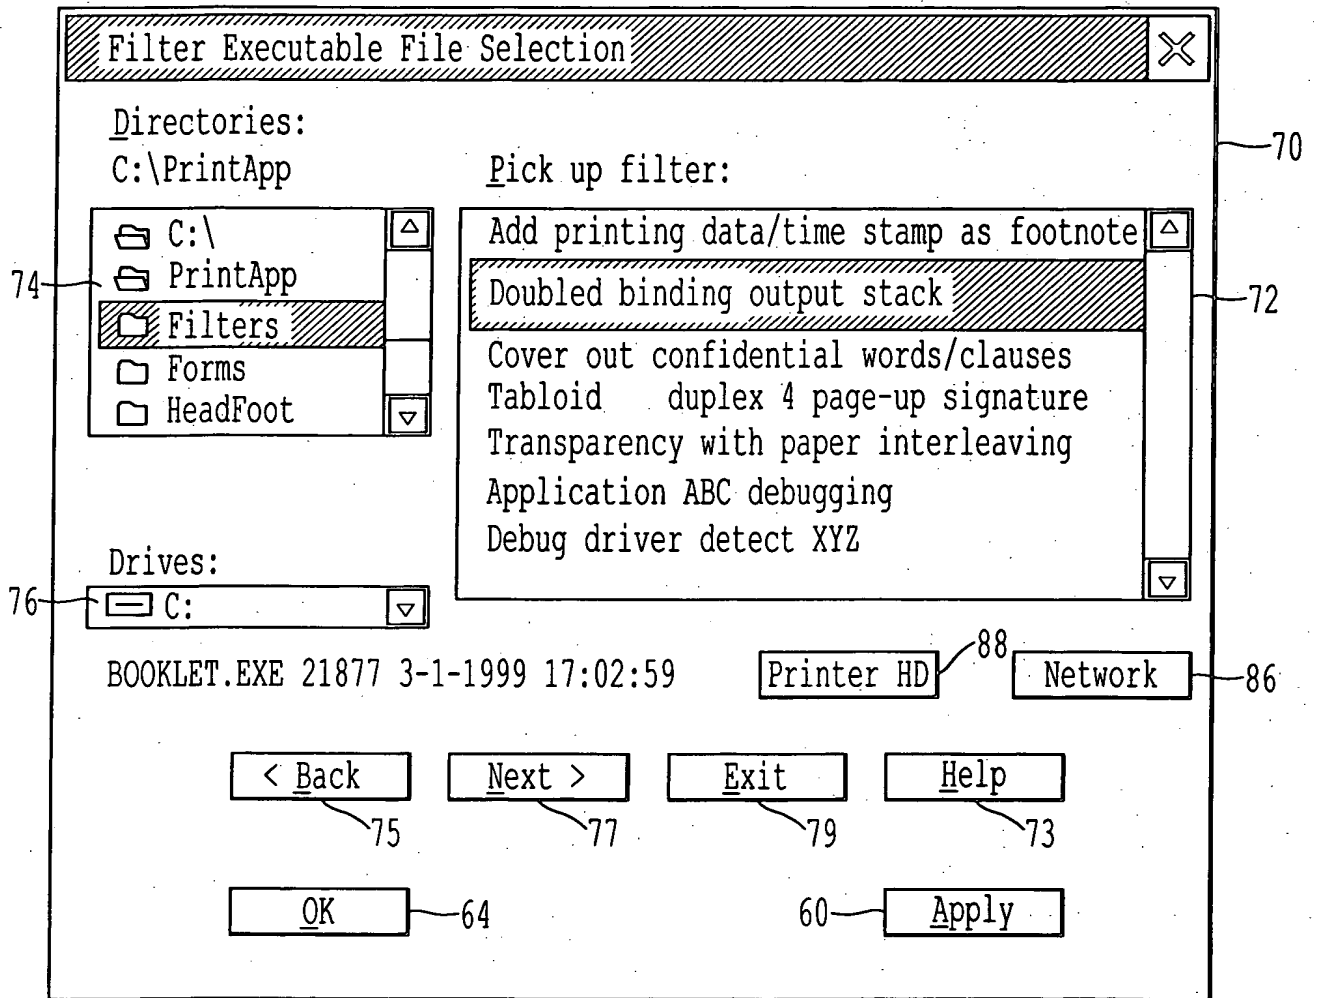 Filter Executable File Selection
Directories:
C:\PrintApp
Pick up filter:
70
C:\
PrintApp
Filters
Forms
HeadFoot
74
Add printing data/time stamp as footnote
Doubled binding output stack
Cover out confidential words/clauses
Tabloid duplex 4 page-up signature
Transparency with paper interleaving
Application ABC debugging
Debug driver detect XYZ
72
Drives:
76
C:
BOOKLET.EXE 21877 3-1-1999 17:02:59
Printer HD
88
Network
86
< Back
Next >
Exit
Help
75
77
79
73
OK
64
60
Apply